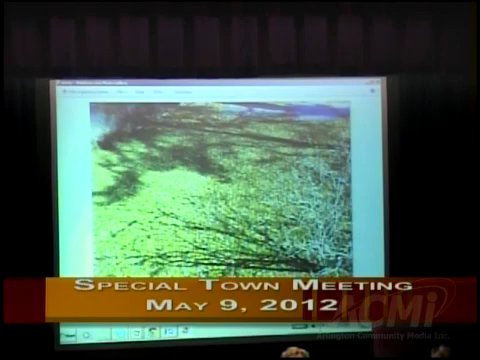 Special Town Meeting
May 9, 2012
ACMi
Arlington Community Media Inc.